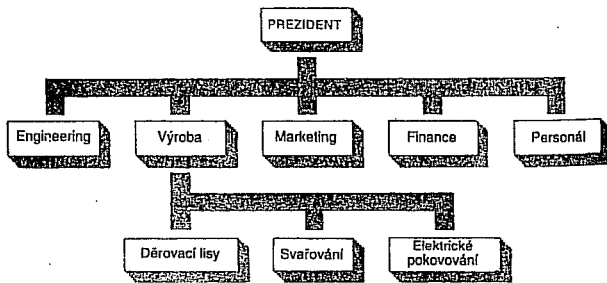 PREZIDENT
Engineering
Výroba
Marketing
Finance
Personál
Děrovací lisy
Svařování
Elektrické
pokovování